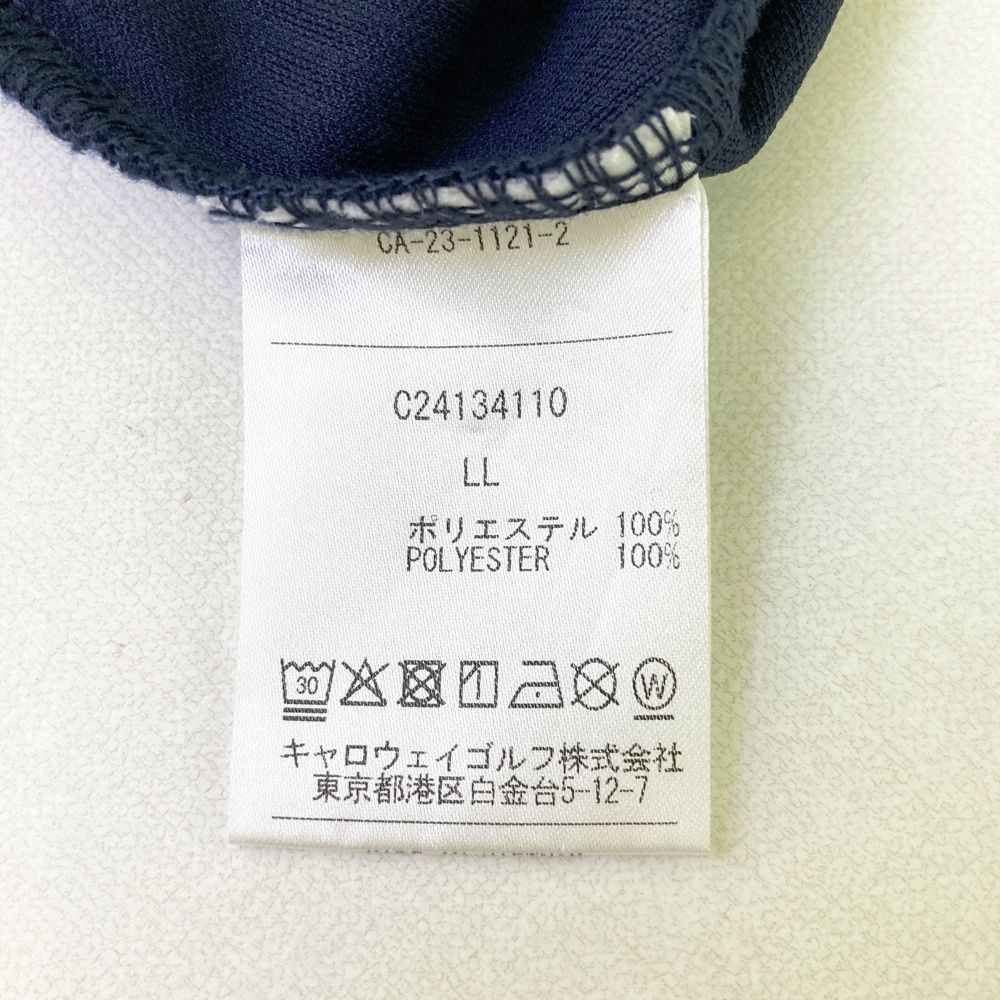 CA-23-1121-2
C24134110
LL
ポリエステル 100%
POLYESTER 100%
30
W
キャロウェイゴルフ株式会社
東京都港区白金台5-12-7